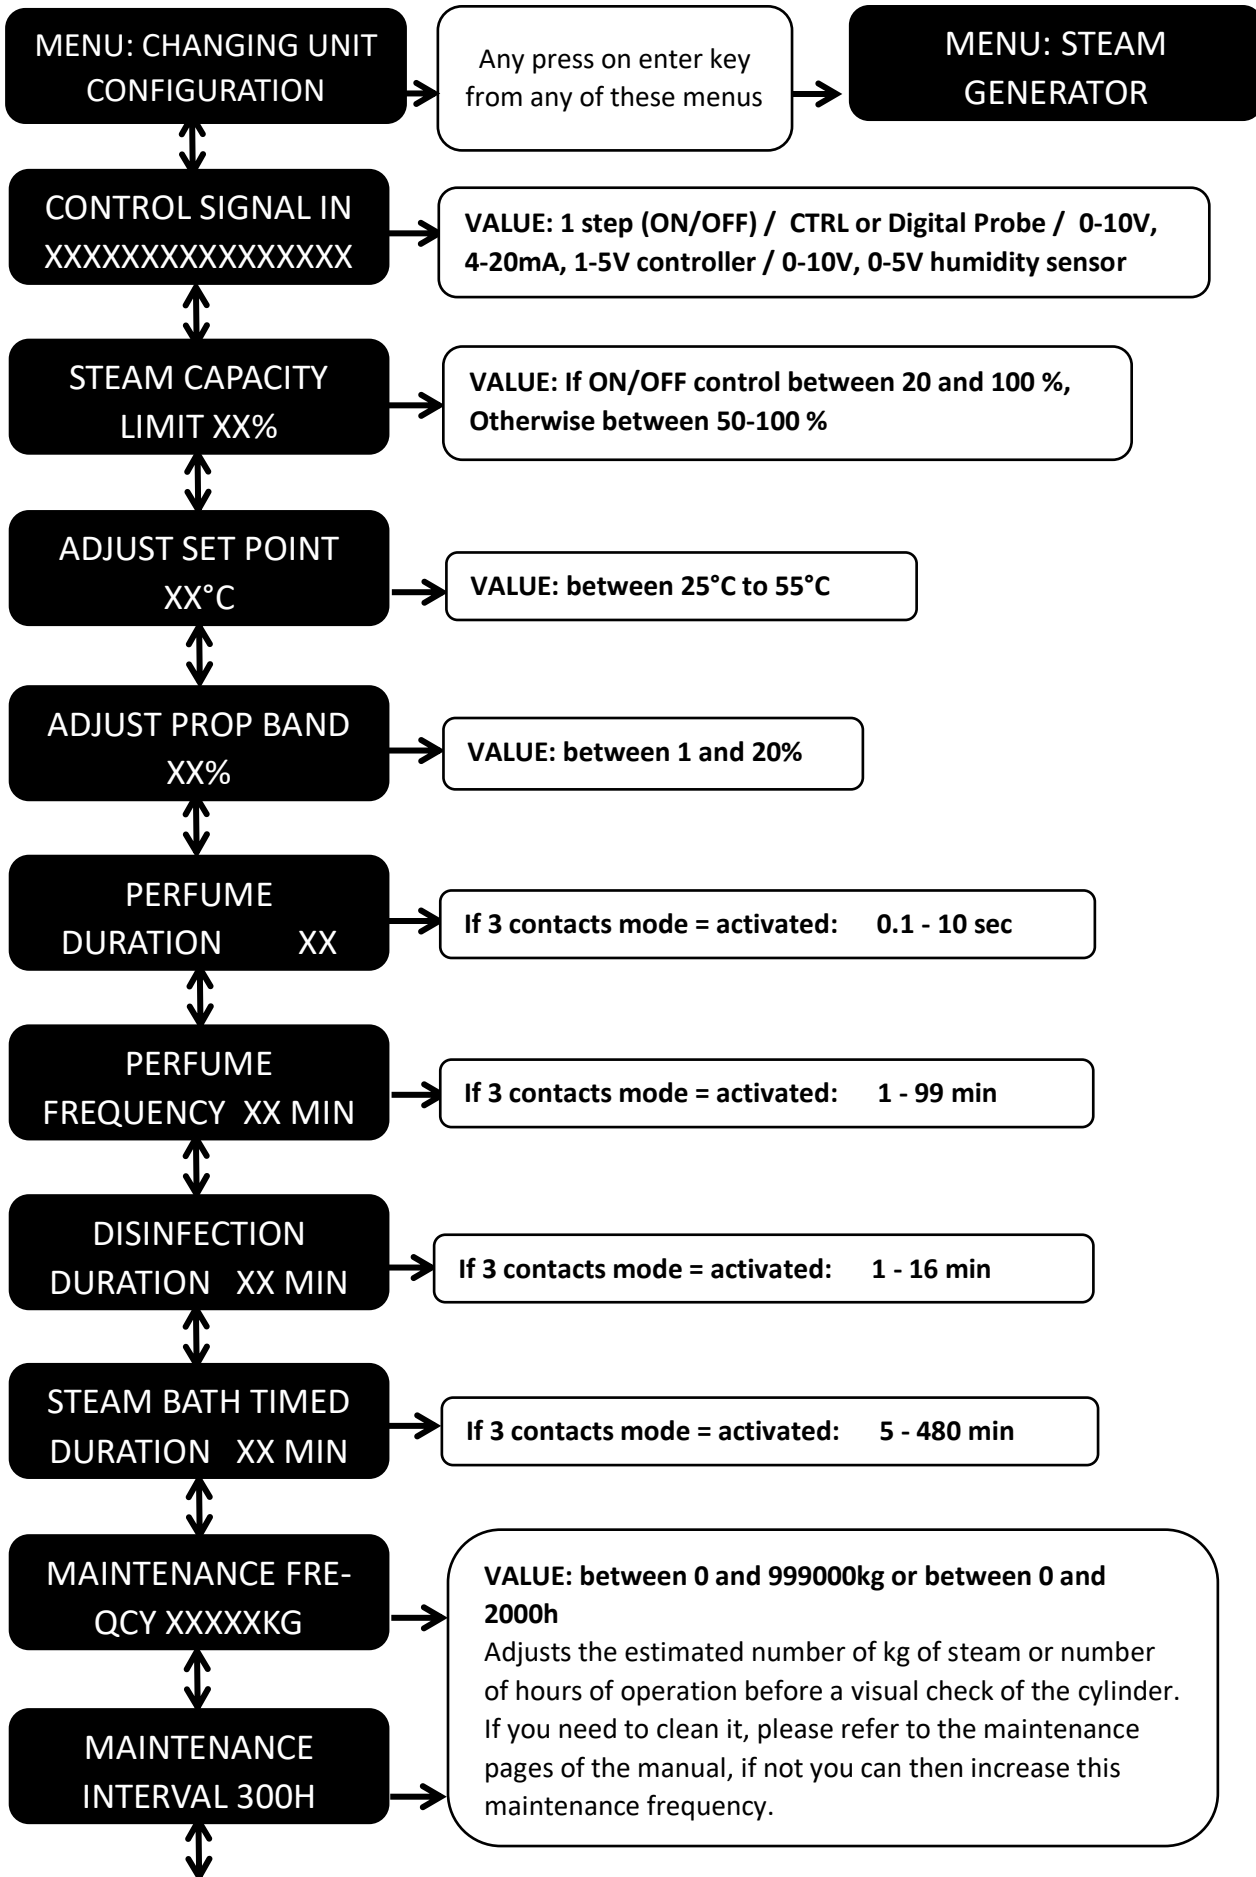 MENU: CHANGING UNIT
CONFIGURATION
Any press on enter key
from any of these menus
MENU: STEAM
GENERATOR
CONTROL SIGNAL IN
XXXXXXXXXXXXXXXX
VALUE: 1 step (ON/OFF) / CTRL or Digital Probe / 0-10V,
4-20mA, 1-5V controller / 0-10V, 0-5V humidity sensor
STEAM CAPACITY
LIMIT XX%
VALUE: If ON/OFF control between 20 and 100 %,
Otherwise between 50-100 %
ADJUST SET POINT
XX°C
VALUE: between 25°C to 55°C
ADJUST PROP BAND
XX%
VALUE: between 1 and 20%
PERFUME
DURATION XX
If 3 contacts mode = activated: 0.1 - 10 sec
PERFUME
FREQUENCY XX MIN
If 3 contacts mode = activated: 1 - 99 min
DISINFECTION
DURATION XX MIN
If 3 contacts mode = activated: 1 - 16 min
STEAM BATH TIMED
DURATION XX MIN
If 3 contacts mode = activated: 5 - 480 min
MAINTENANCE FRE-
QCY XXXXXKG
MAINTENANCE
INTERVAL 300H
VALUE: between 0 and 999000kg or between 0 and
2000h
Adjusts the estimated number of kg of steam or number
of hours of operation before a visual check of the cylinder.
If you need to clean it, please refer to the maintenance
pages of the manual, if not you can then increase this
maintenance frequency.